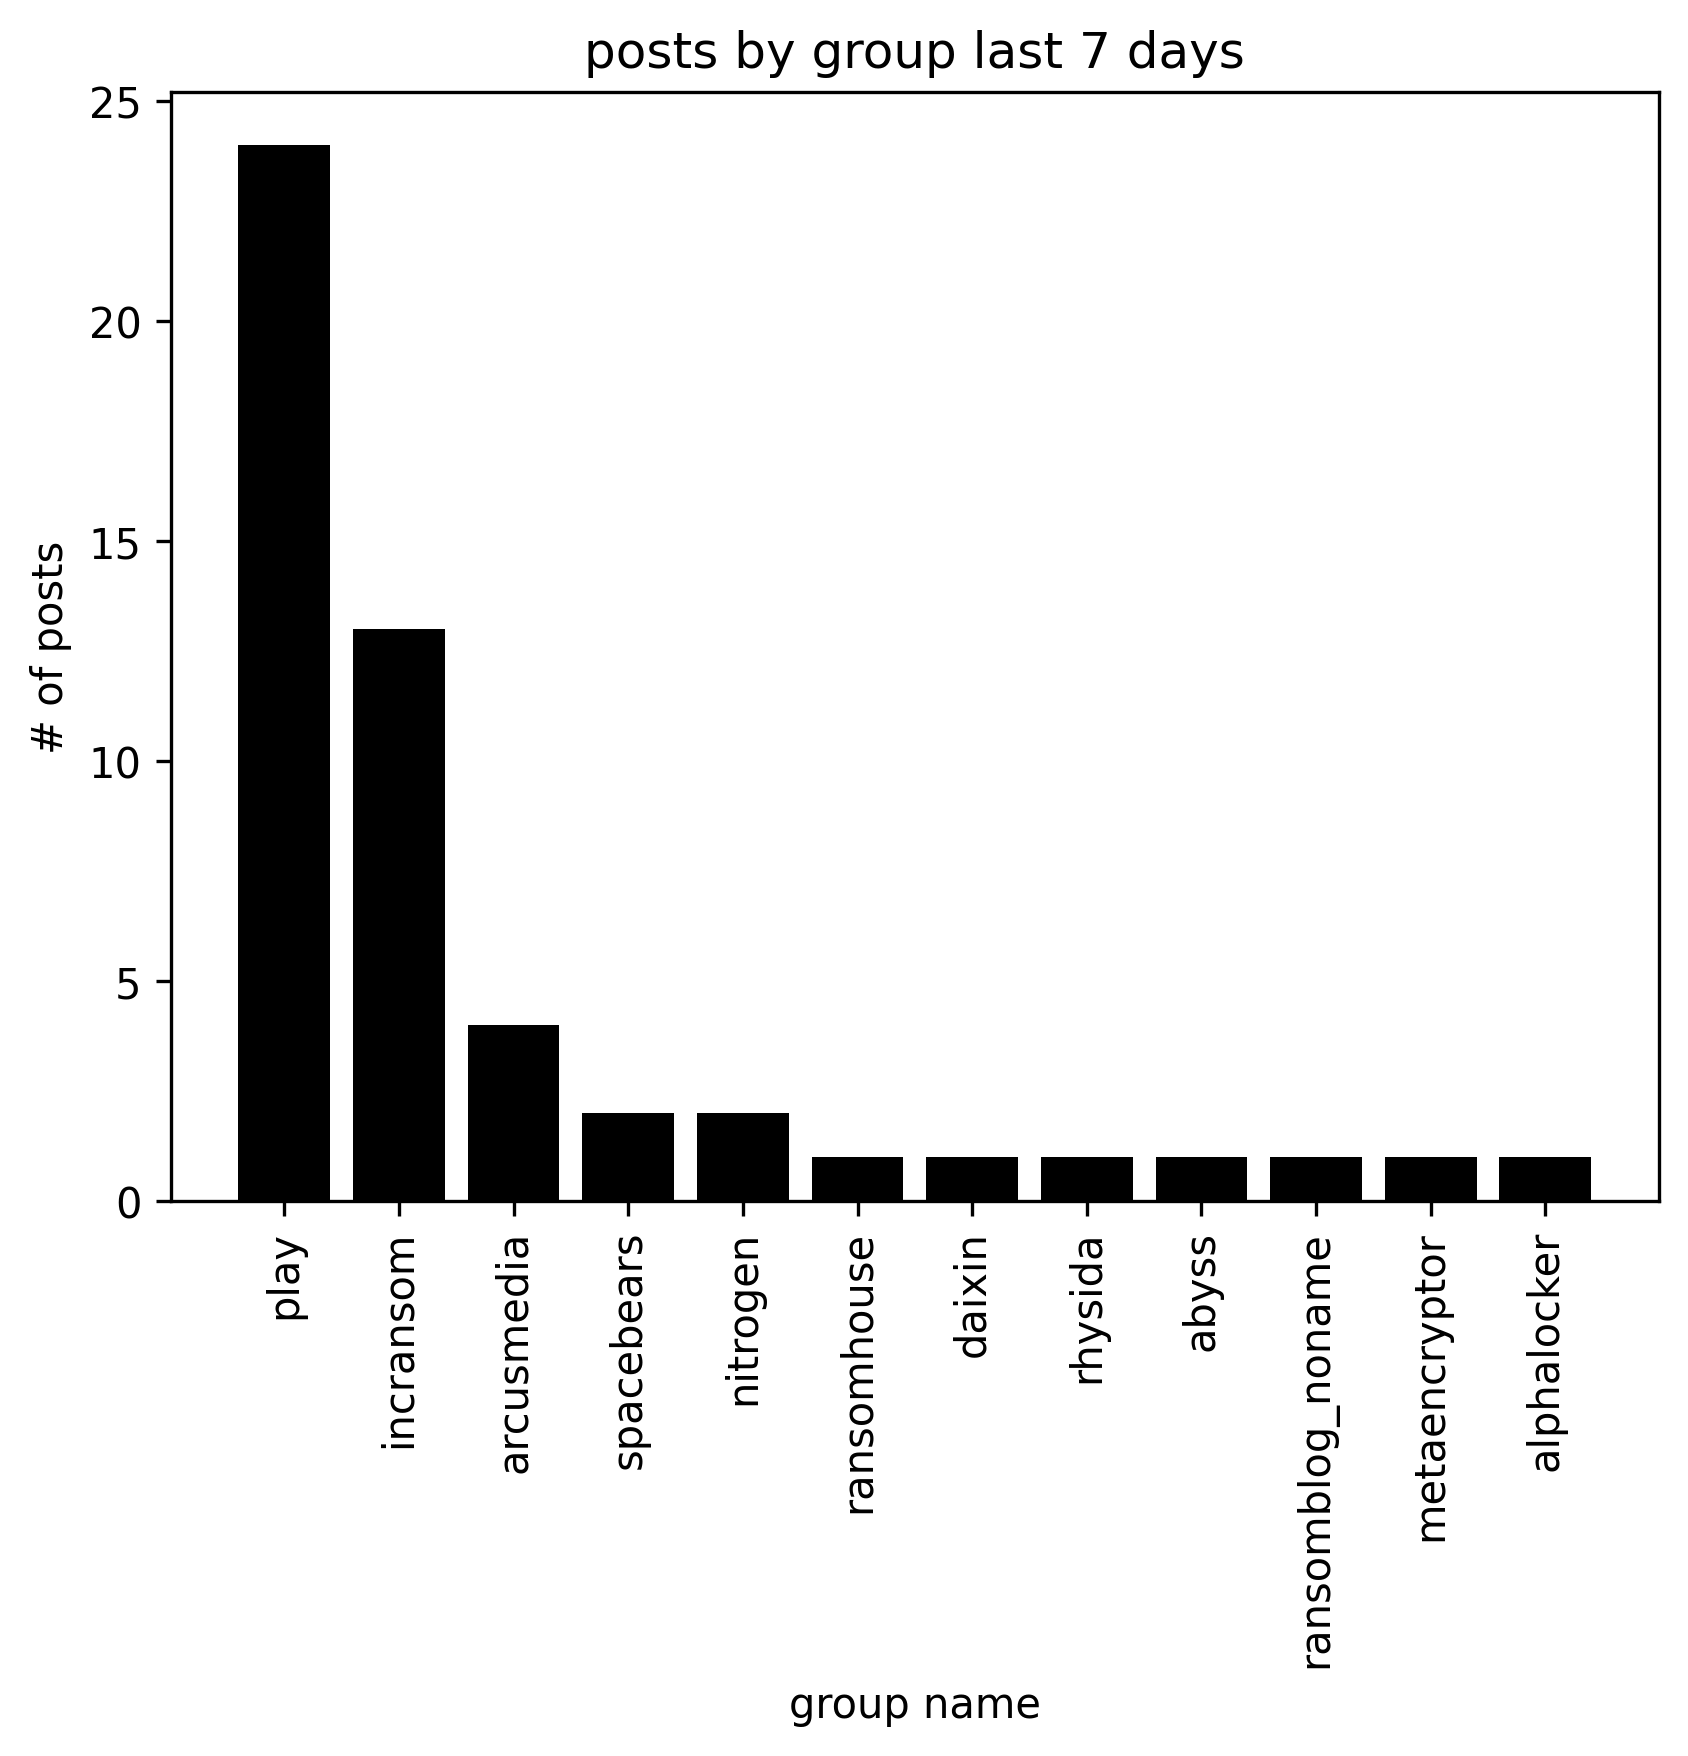 posts by group last 7 days
# of posts
25
20
15
10
5
0
play
incransom
arcusmedia
spacebears
nitrogen
ransomhouse
daixin
rhysida
abyss
ransomblog_noname
metaencryptor
alphalocker
group name